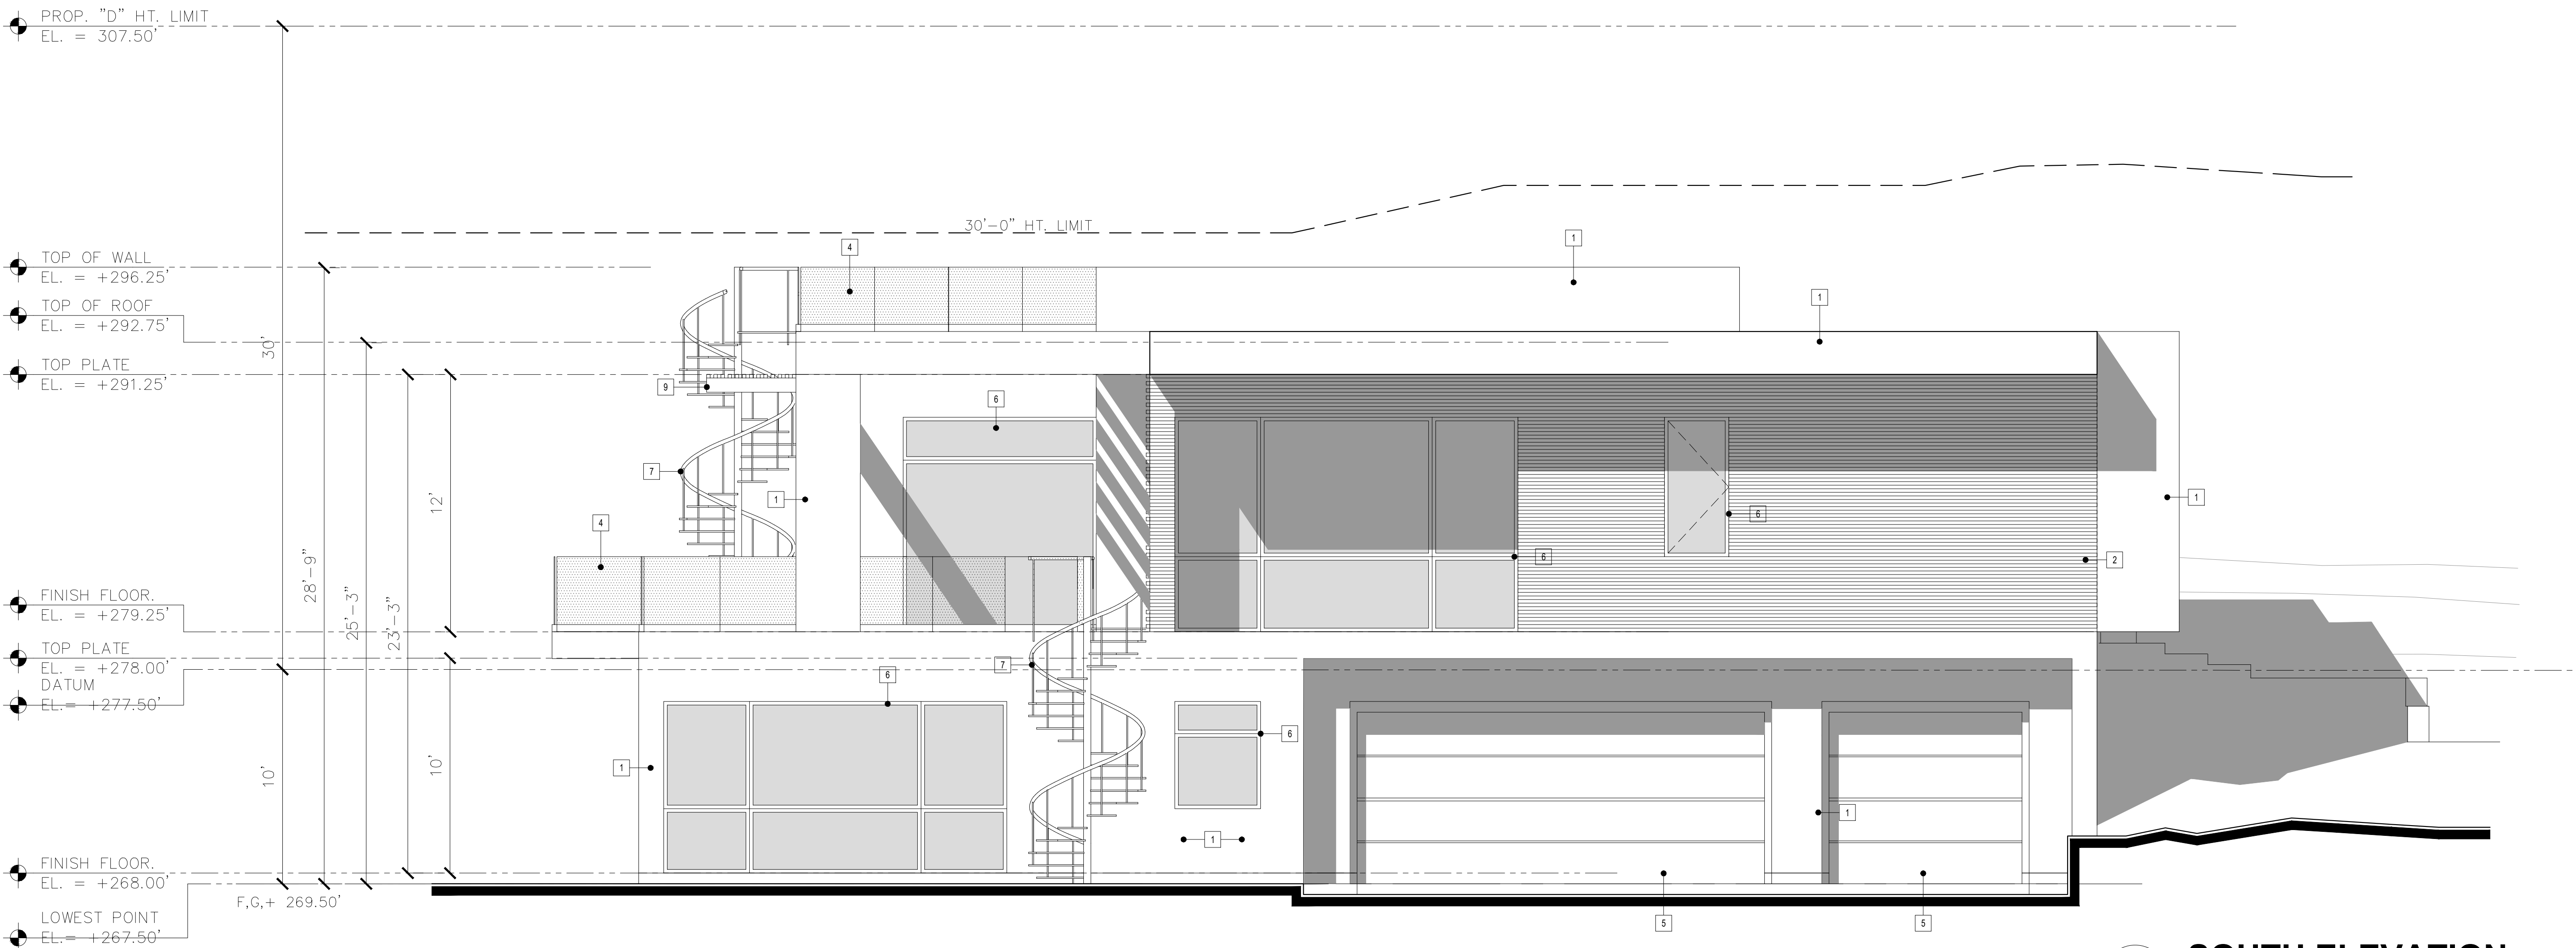 PROP. "D" HT. LIMIT
EL. = 307.50'
30'-0" HT. LIMIT
4
1
TOP OF WALL
EL. = +296.25'
1
TOP OF ROOF
EL. = +292.75'
30'
TOP PLATE
EL. = +291.25'
9
6
7
12'
1
1
6
4
6
2
28'-9"
25'-3"
23'-3"
FINISH FLOOR.
EL. = +279.25'
TOP PLATE
EL. = +278.00'
7
6
DATUM
EL.= +277.50'
6
1
10'
10'
1
1
FINISH FLOOR.
EL. = +268.00'
F,G,+ 269.50'
LOWEST POINT
EL.= +267.50'
5
5
SOUTH ELEVATION